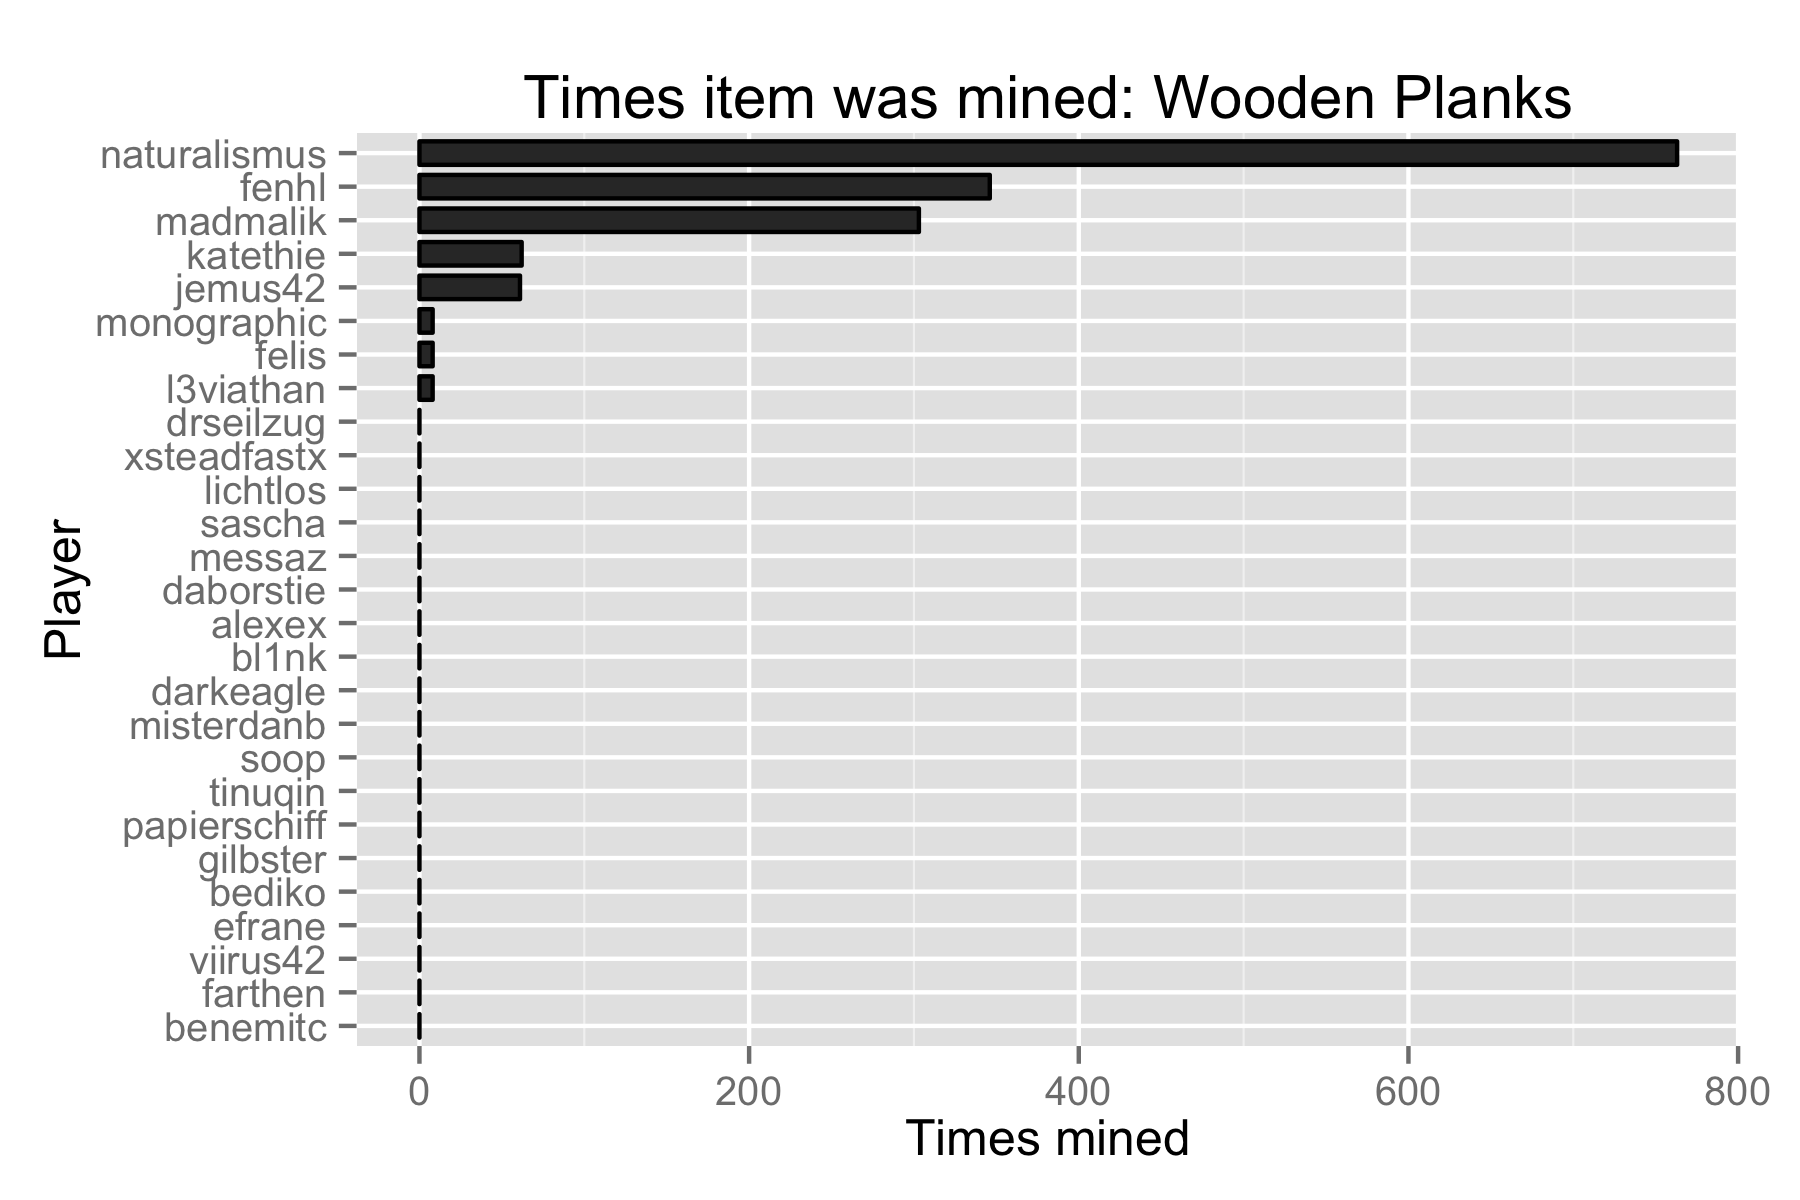 Times item was mined: Wooden Planks
naturalismus
fenhl
madmalik
katethie
jemus42
monographic
felis
l3viathan
drseilzug
xsteadfastx
lichtlos
sascha
messaz
daborstie
alexex
bl1nk
darkeagle
misterdanb
soop
tinuqin
papierschiff
gilbster
bediko
efrane
viirus42
farthen
benemitc
Player
0 200 400 600 800
Times mined